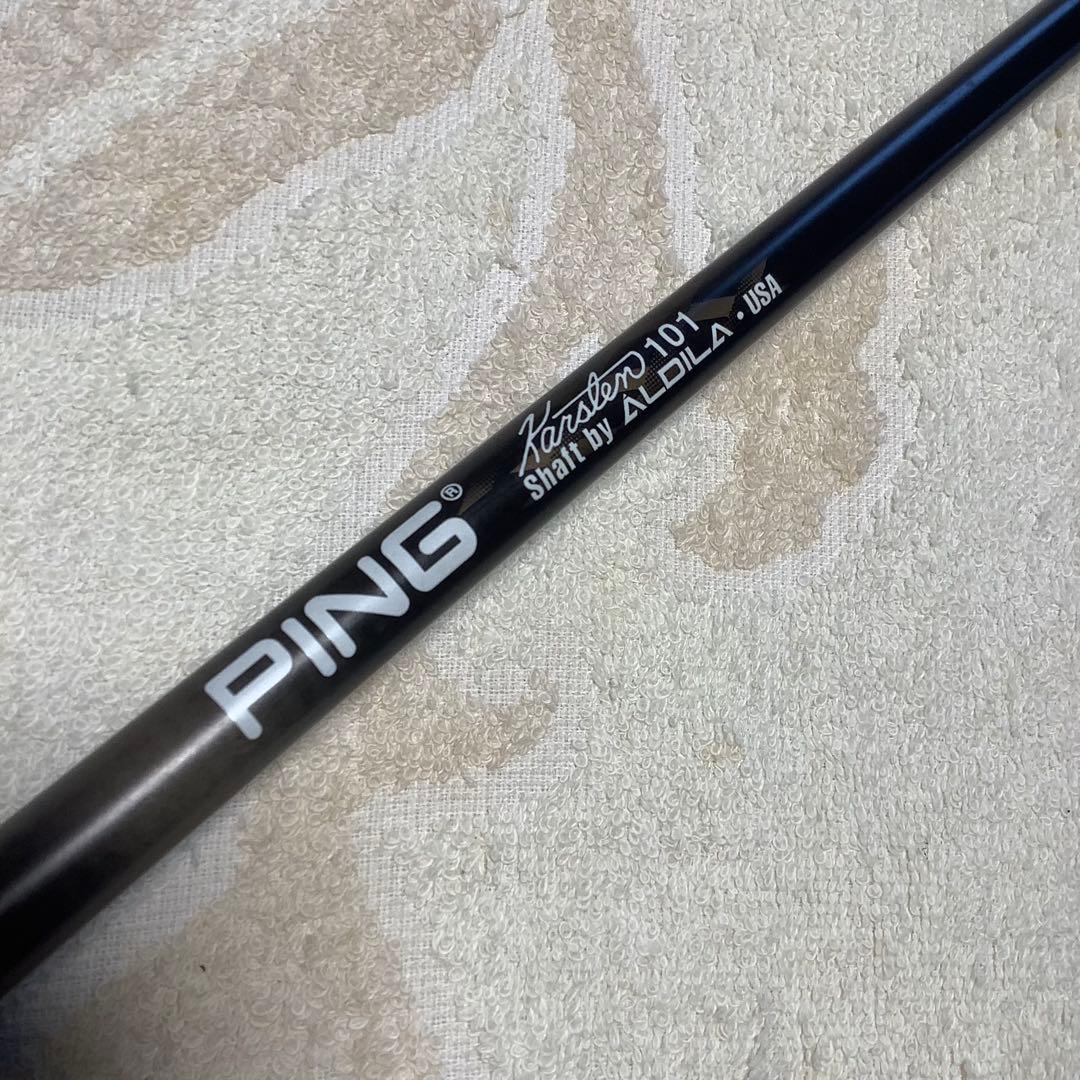 PING®
Karsten 101
Shaft by ALDILA · USA